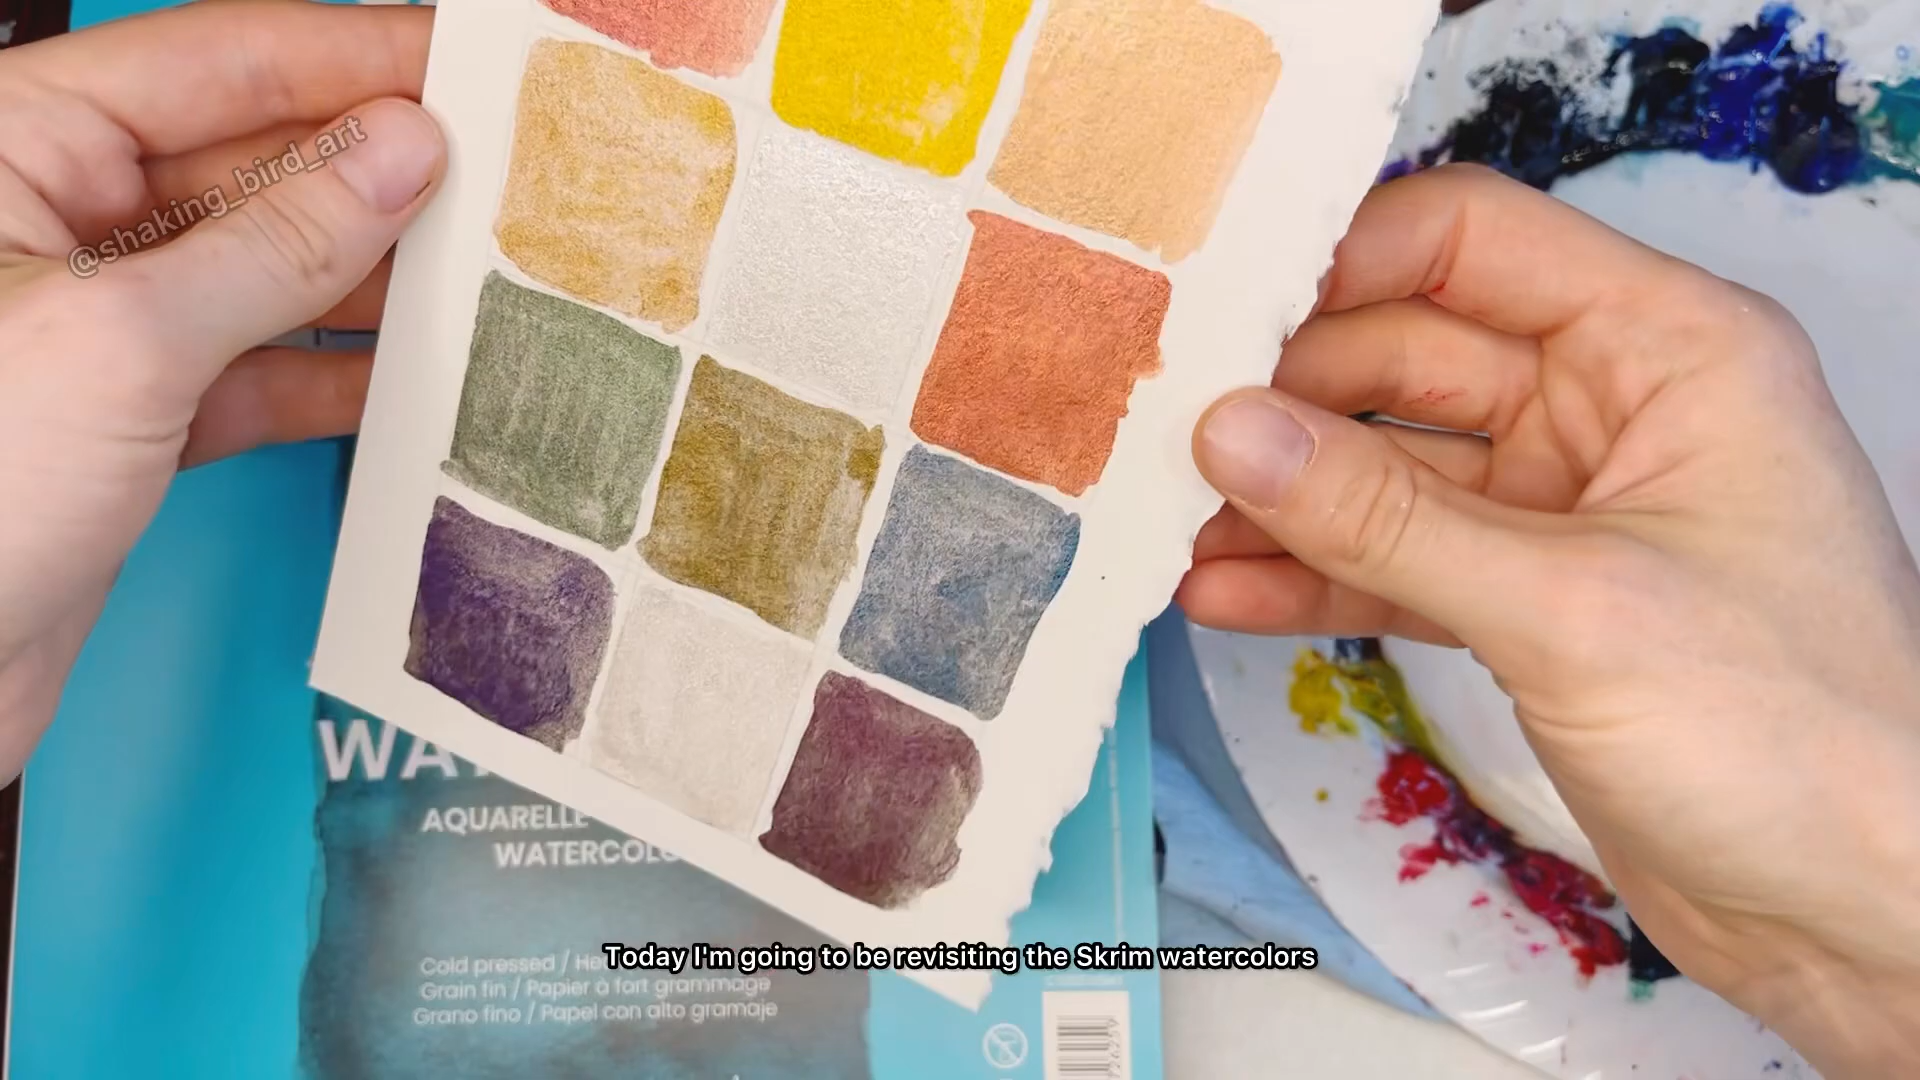 @shaking_bird_art
WA
AQUARELLE
WATERCOLO
Cold pressed / He
Grain fin / Papier à fort grammage
Grano fino / Papel con alto gramaje
Today I'm going to be revisiting the Skrim watercolors